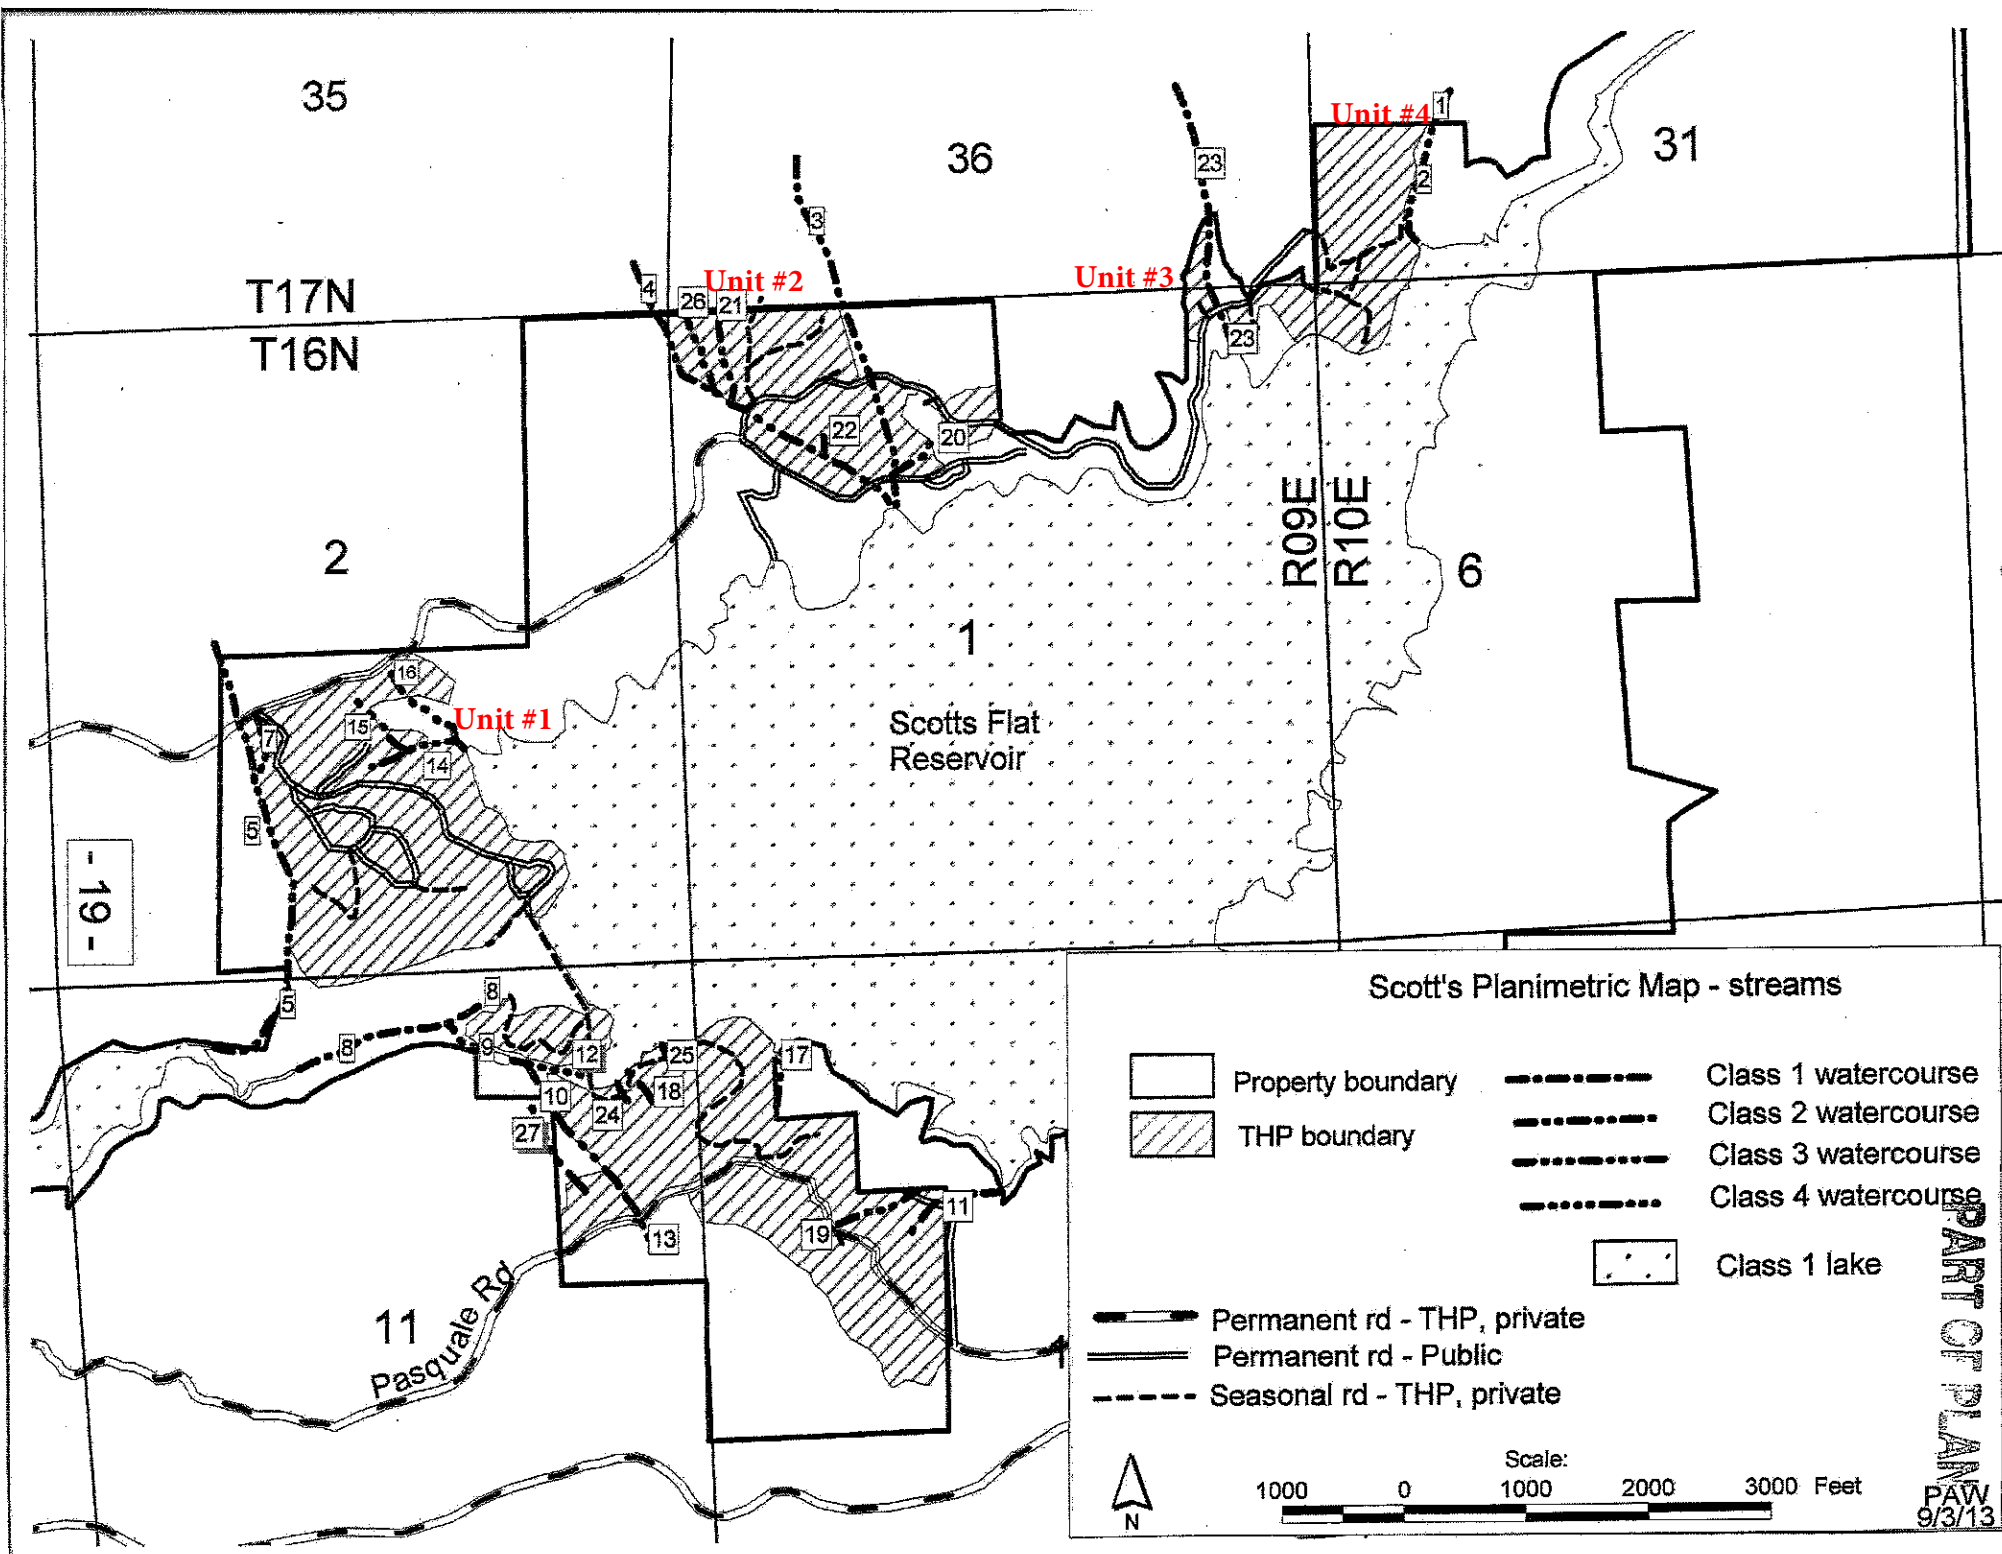 35
36
31
Unit #4
1
2
23
3
Unit #3
Unit #2
4
26
21
T17N
T16N
23
22
20
R09E
R10E
2
1
6
16
15
Unit #1
7
14
Scotts Flat
Reservoir
5
- 19 -
5
8
8
9
12
25
17
10
24
18
27
11
13
19
11
Pasquale Rd
Scott's Planimetric Map - streams
Property boundary
THP boundary
Class 1 watercourse
Class 2 watercourse
Class 3 watercourse
Class 4 watercourse
Class 1 lake
Permanent rd - THP, private
Permanent rd - Public
Seasonal rd - THP, private
N
Scale:
1000 0 1000 2000 3000 Feet
PART OF PLAN
PAW
9/3/13